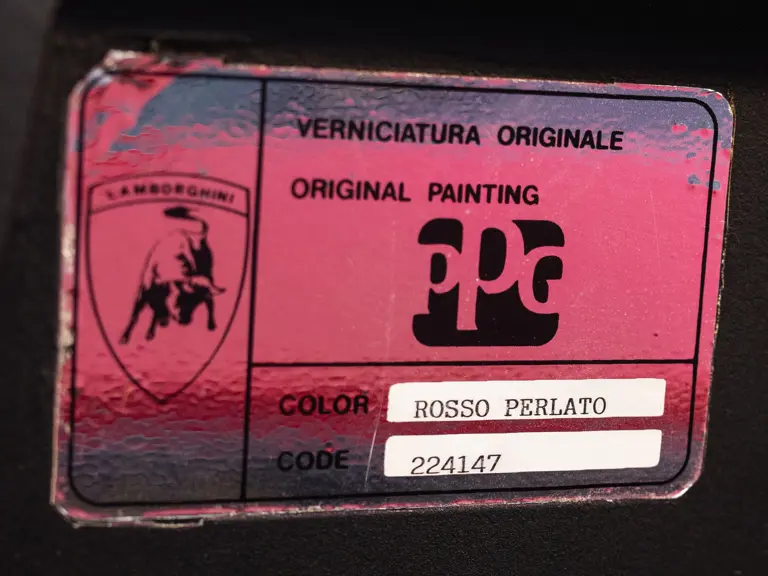 LAMBORGHINI
VERNICIATURA ORIGINALE
ORIGINAL PAINTING
ppg
COLOR ROSSO PERLATO
CODE 224147